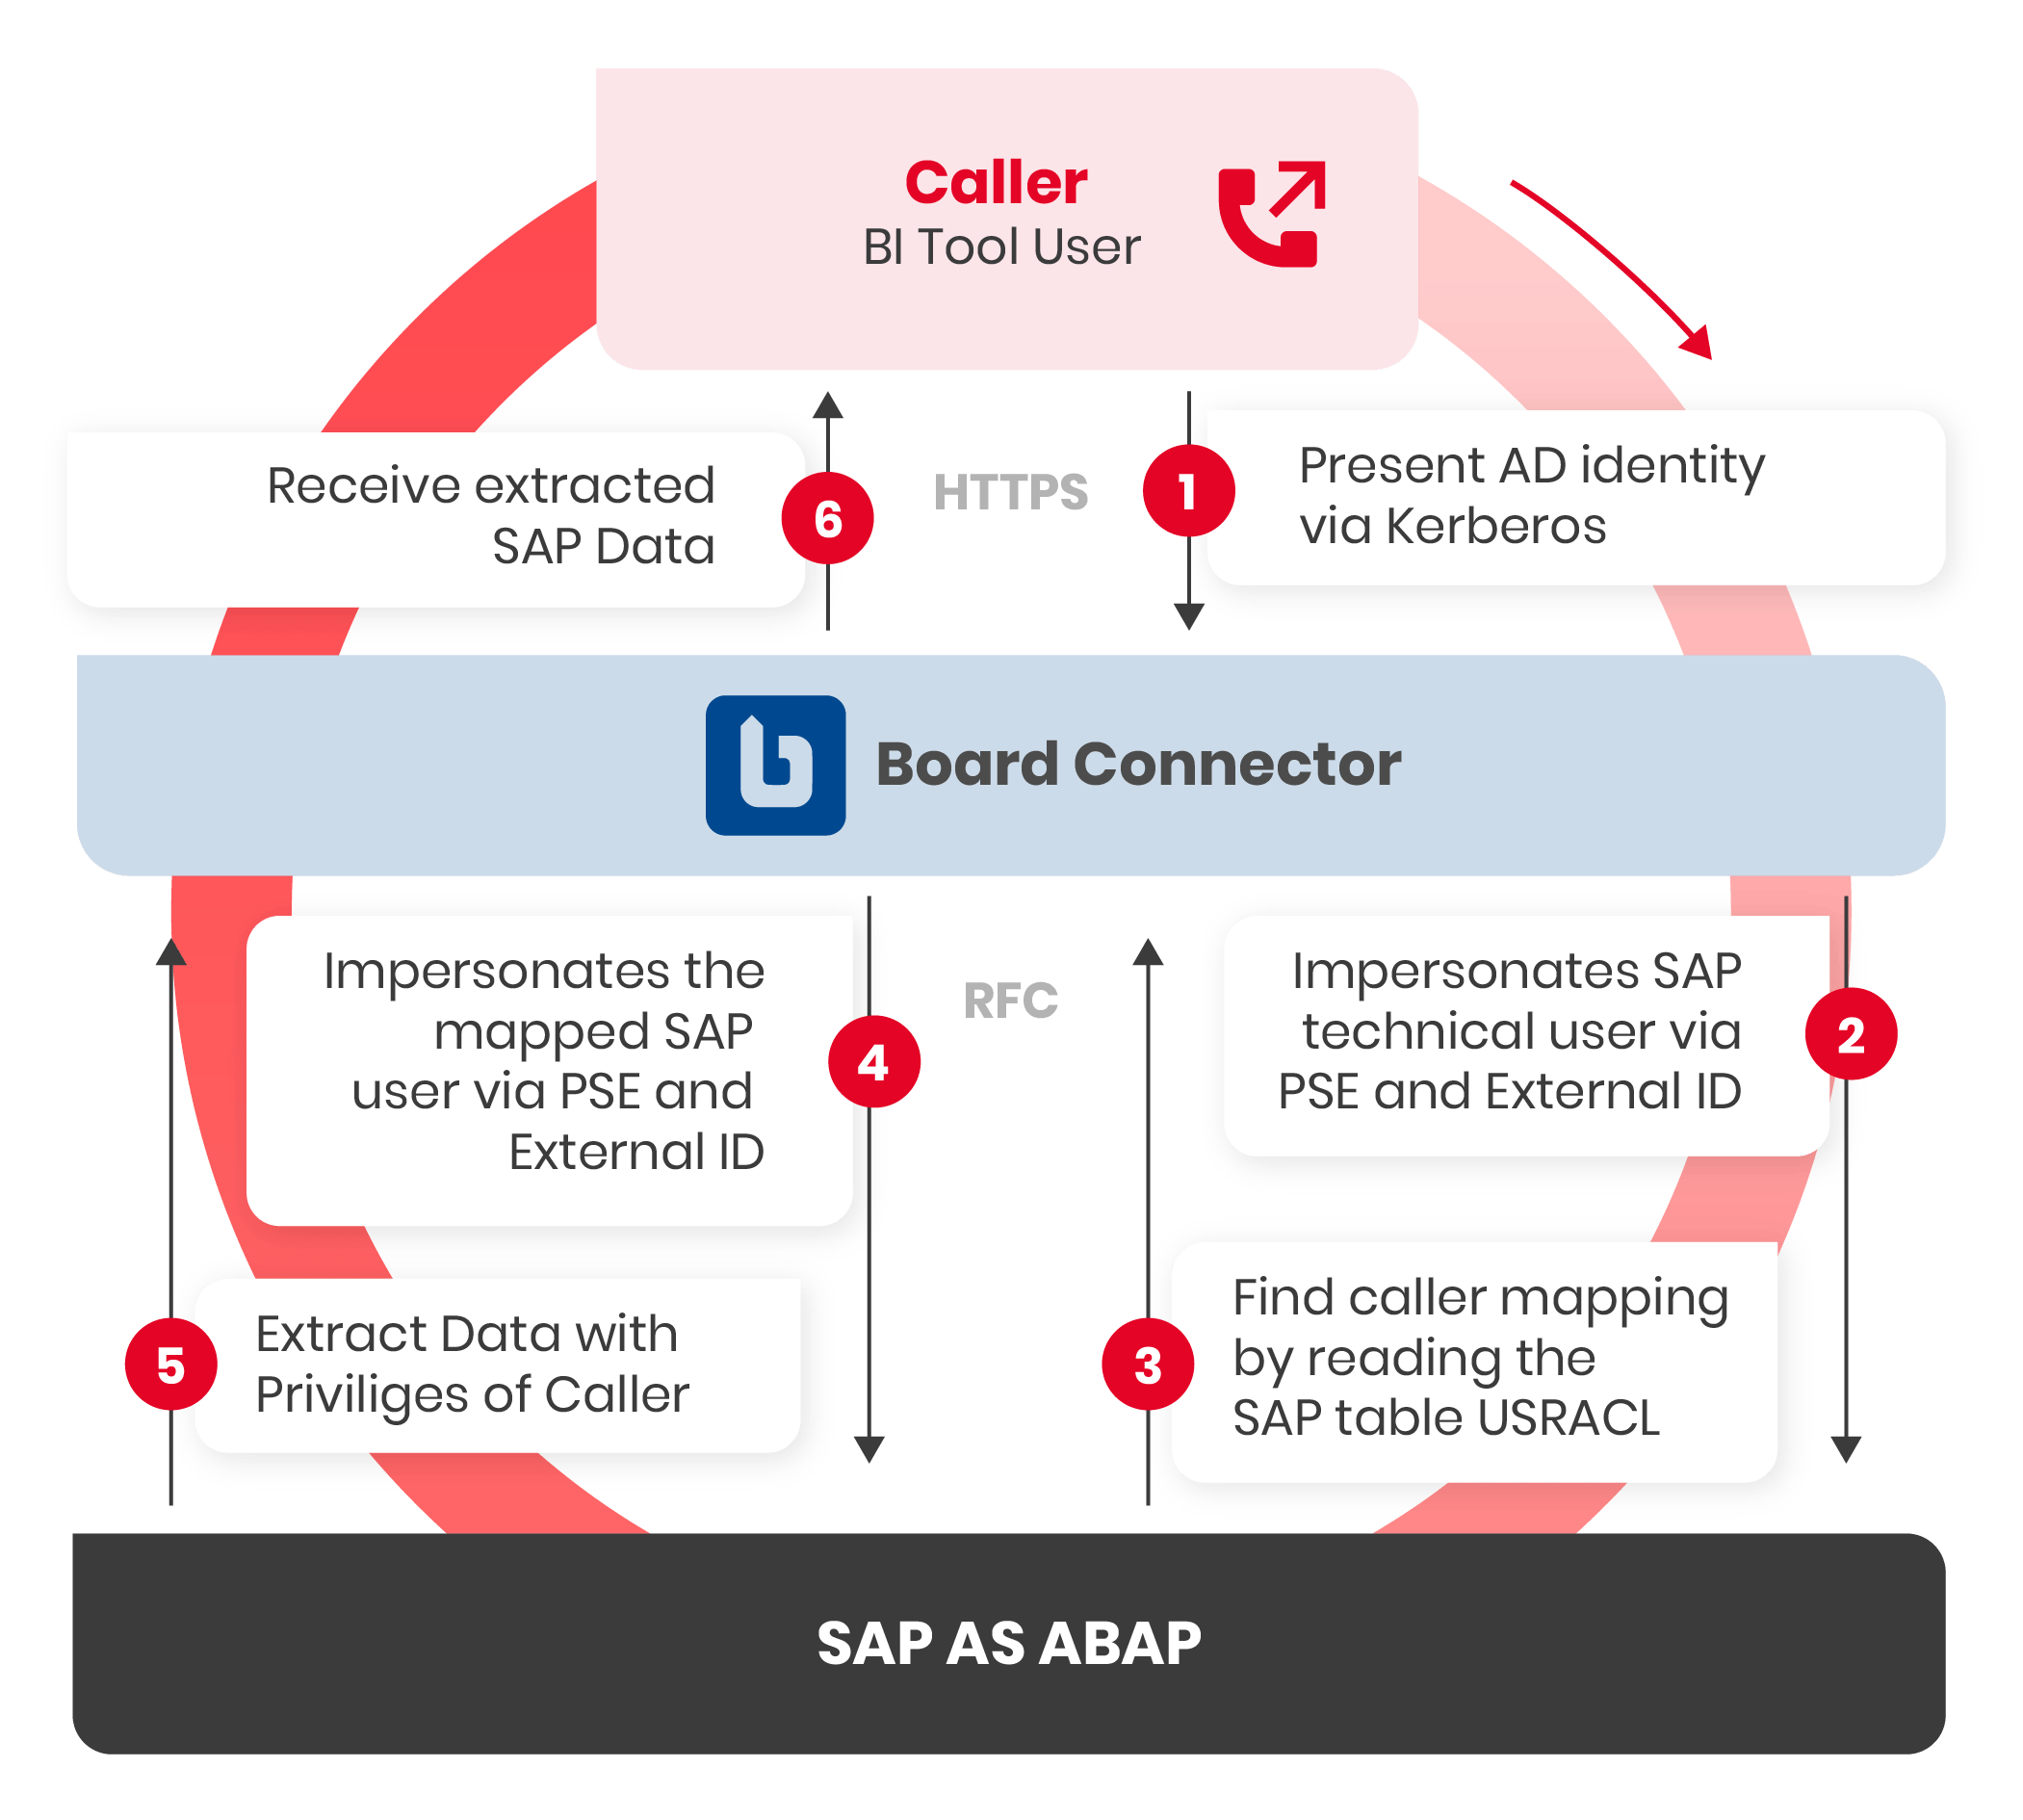 Caller
BI Tool User
HTTPS
1
Present AD identity
via Kerberos
6
Receive extracted
SAP Data
Board Connector
RFC
2
Impersonates SAP
technical user via
PSE and External ID
3
Find caller mapping
by reading the
SAP table USRACL
4
Impersonates the
mapped SAP
user via PSE and
External ID
5
Extract Data with
Priviliges of Caller
SAP AS ABAP